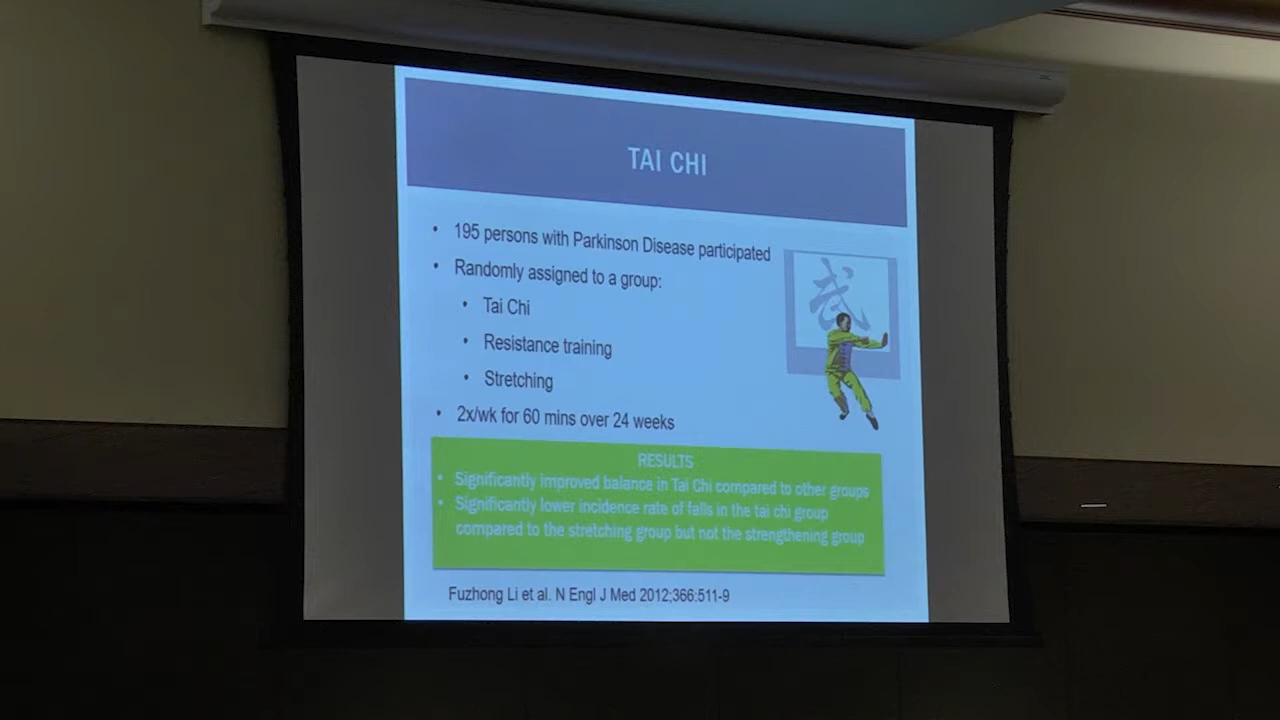 TAI CHI
• 195 persons with Parkinson Disease participated
• Randomly assigned to a group:
• Tai Chi
• Resistance training
• Stretching
• 2x/wk for 60 mins over 24 weeks
武
RESULTS
• Significantly improved balance in Tai Chi compared to other groups
• Significantly lower incidence rate of falls in the tai chi group
compared to the stretching group but not the strengthening group
Fuzhong Li et al. N Engl J Med 2012;366:511-9